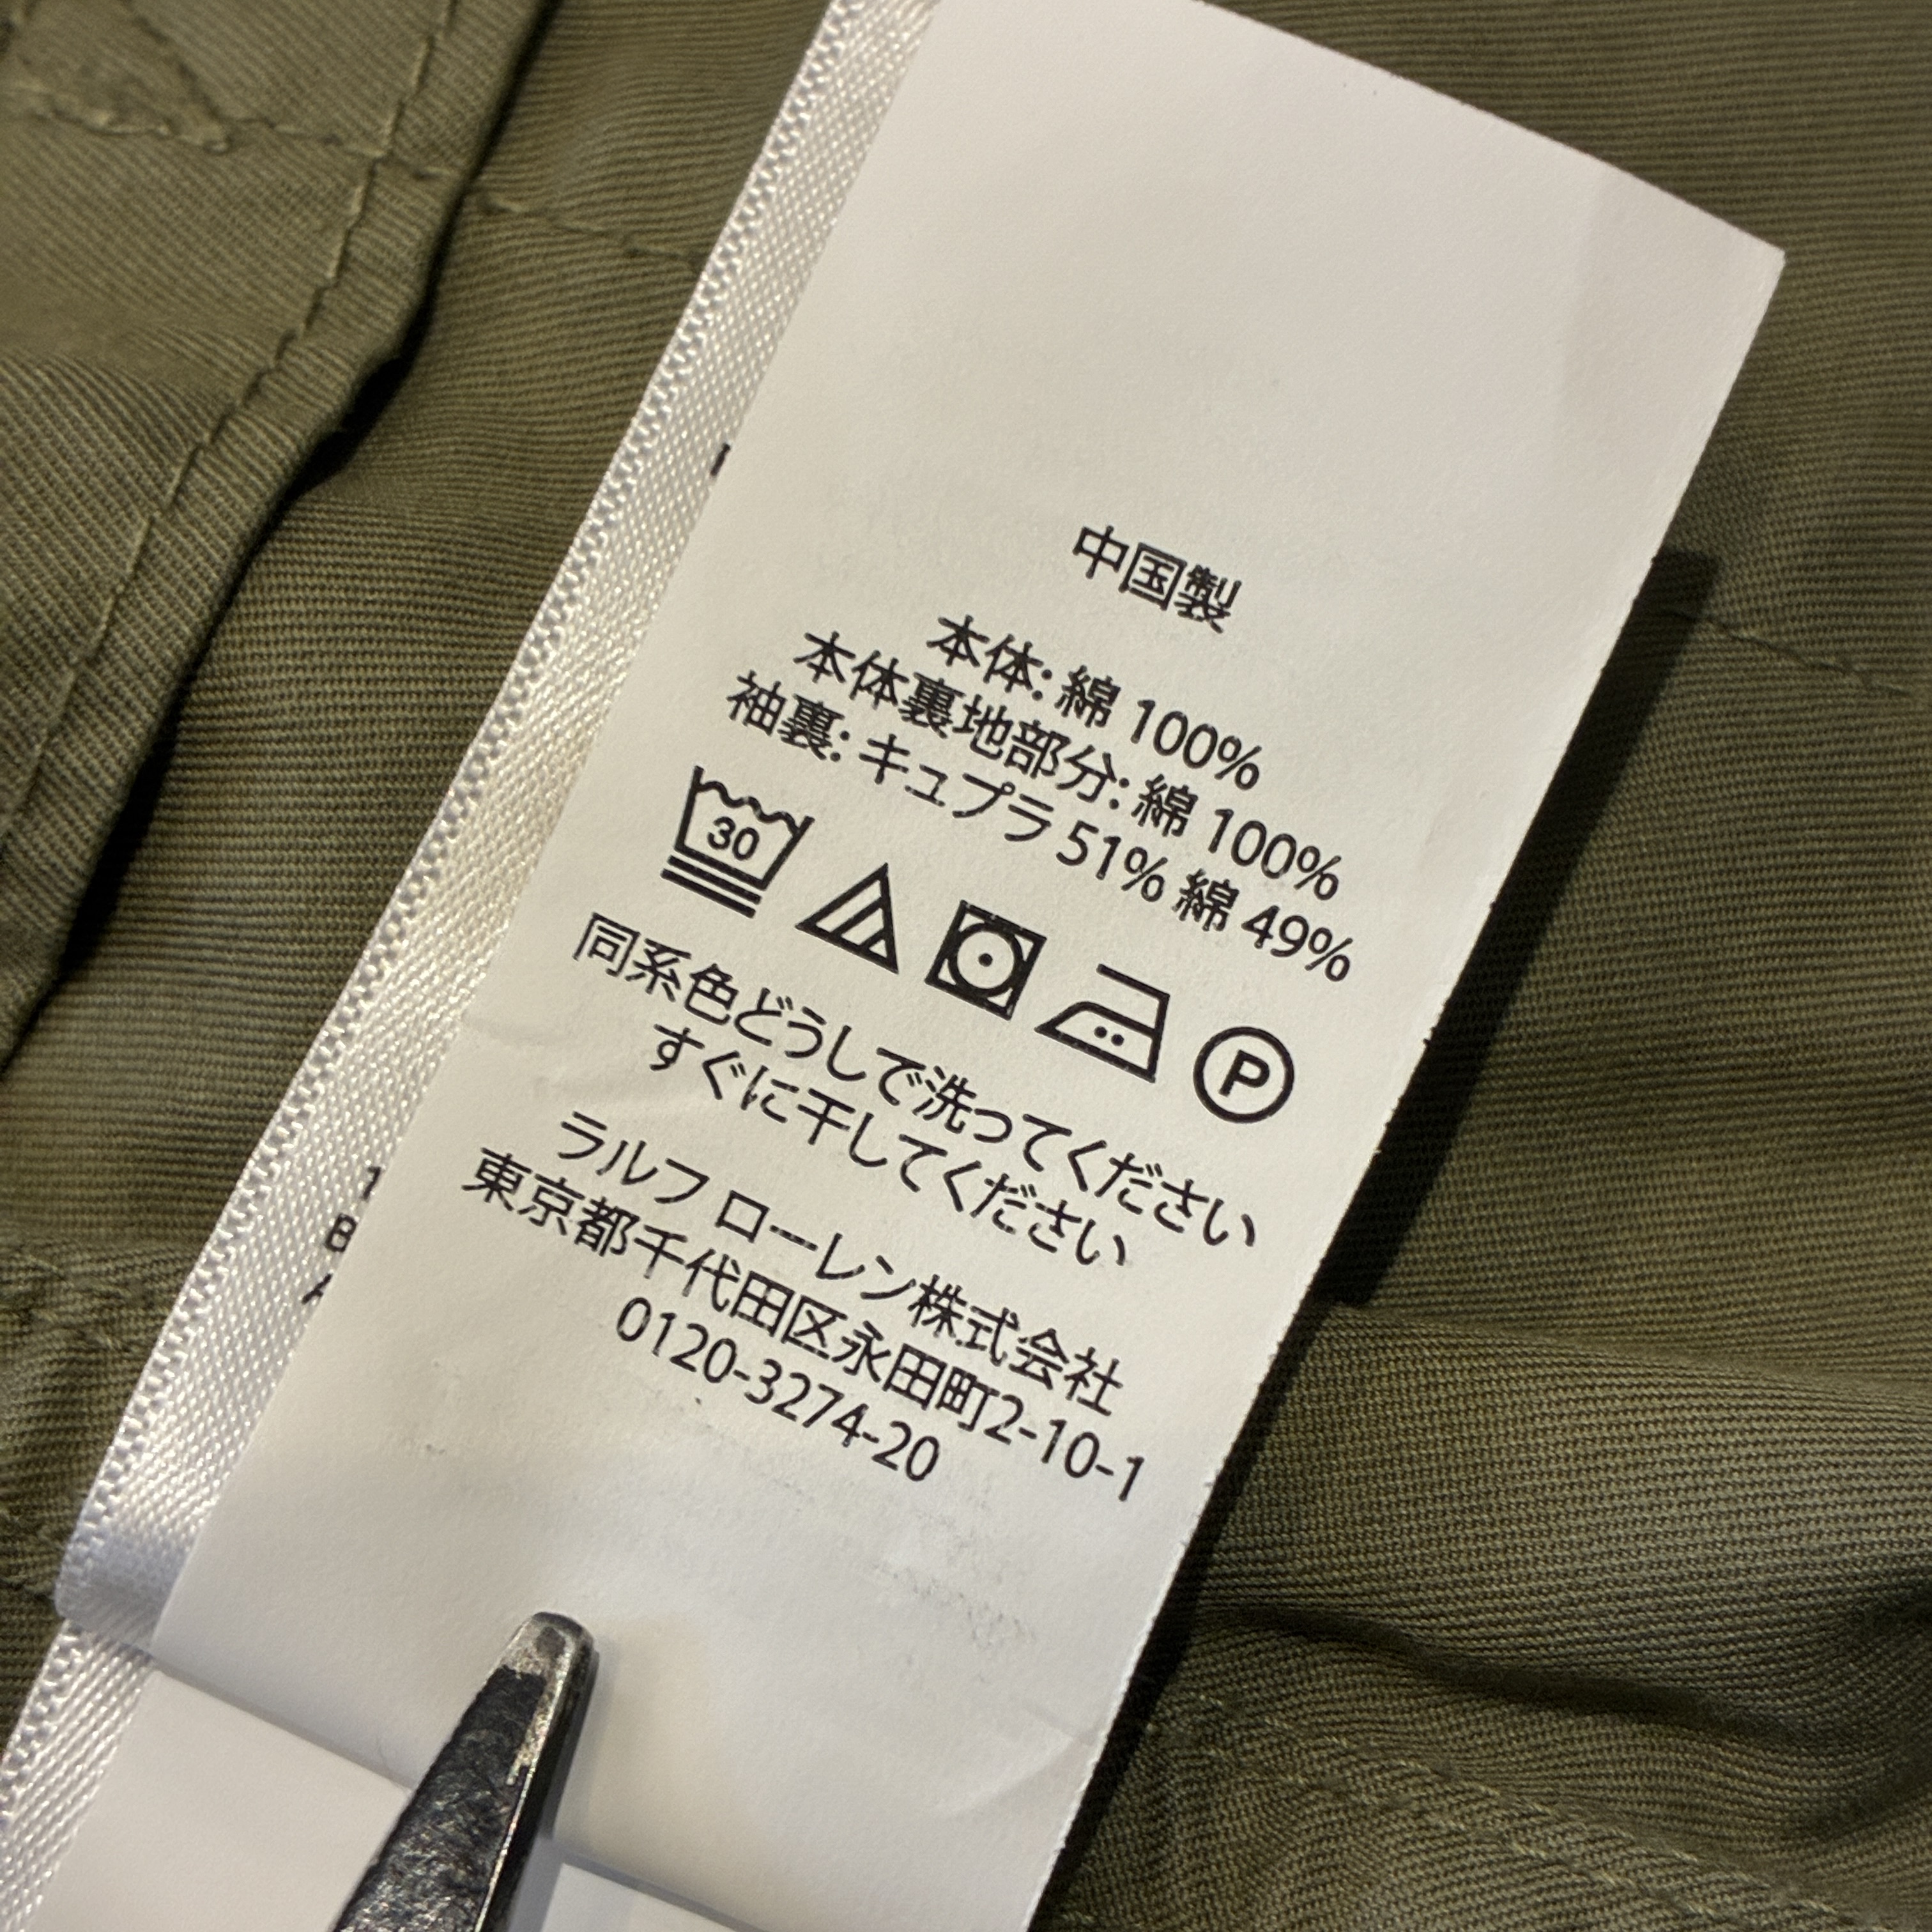 中国製
本体: 綿 100%
本体裏地部分: 綿 100%
袖裏: キュプラ 51% 綿 49%
30
P
同系色どうしで洗ってください
すぐに干してください
ラルフ ローレン株式会社
東京都千代田区永田町2-10-1
0120-3274-20
1
B